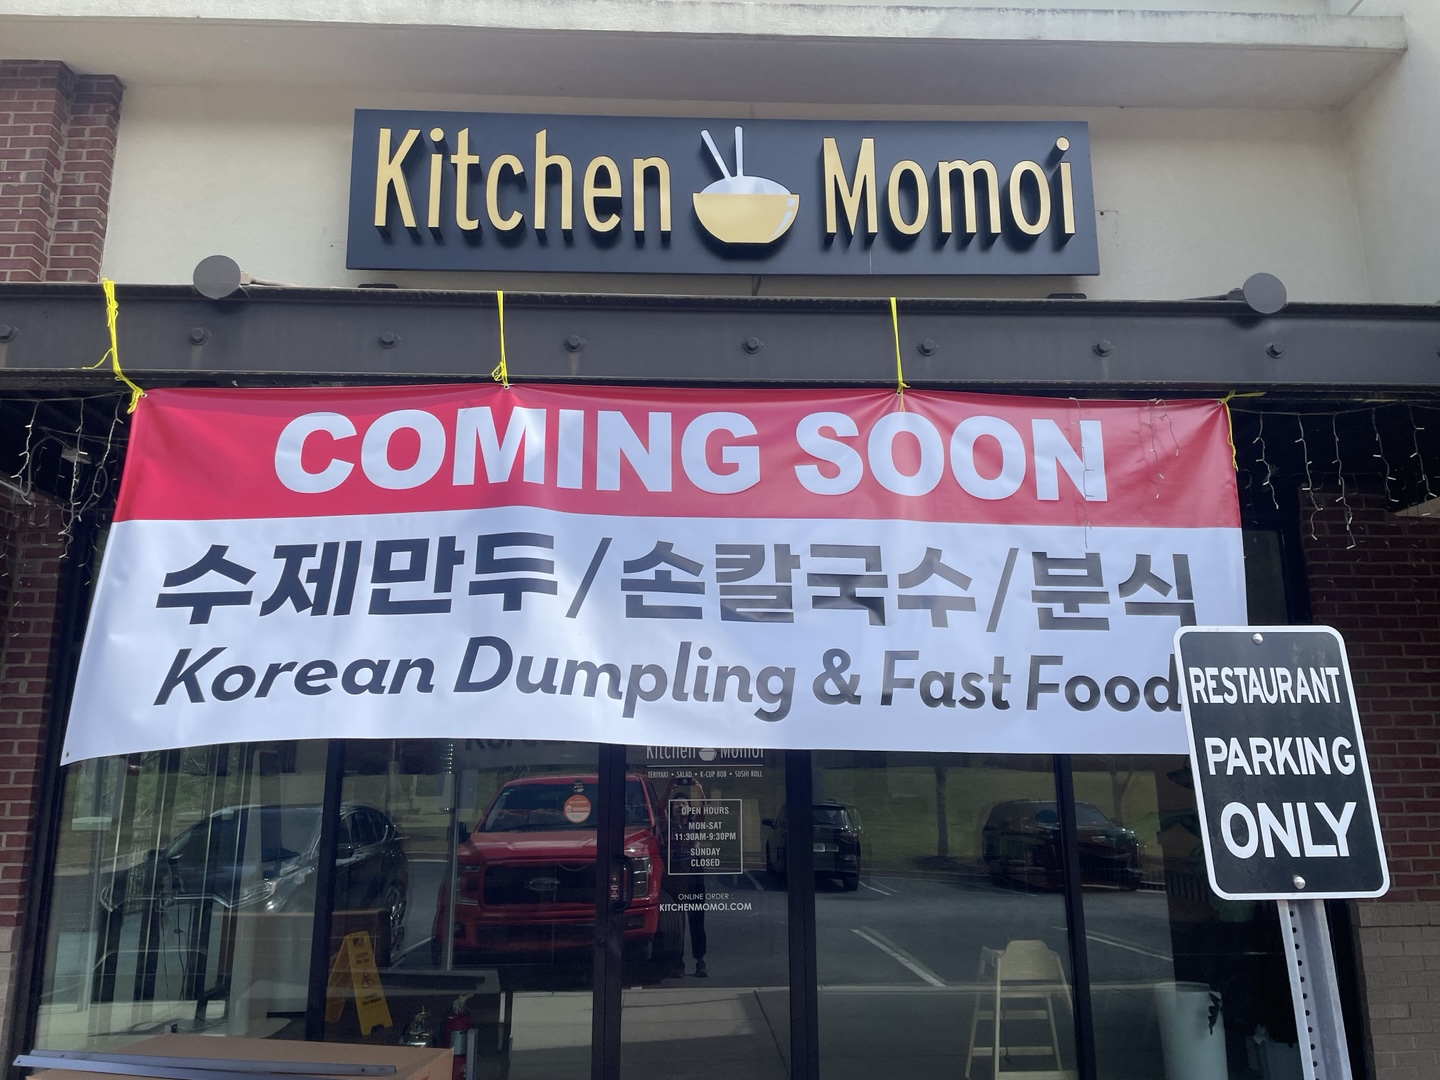 Kitchen Momoi
COMING SOON
수제만두/손칼국수/분식
Korean Dumpling & Fast Food
RESTAURANT
PARKING
ONLY
Kitchen Momoi
TERIYAKI • SALAD • K-CUP BOB • SUSHI ROLL
OPEN HOURS
MON-SAT
11:30AM-9:30PM
SUNDAY
CLOSED
ONLINE ORDER
KITCHENMOMOI.COM